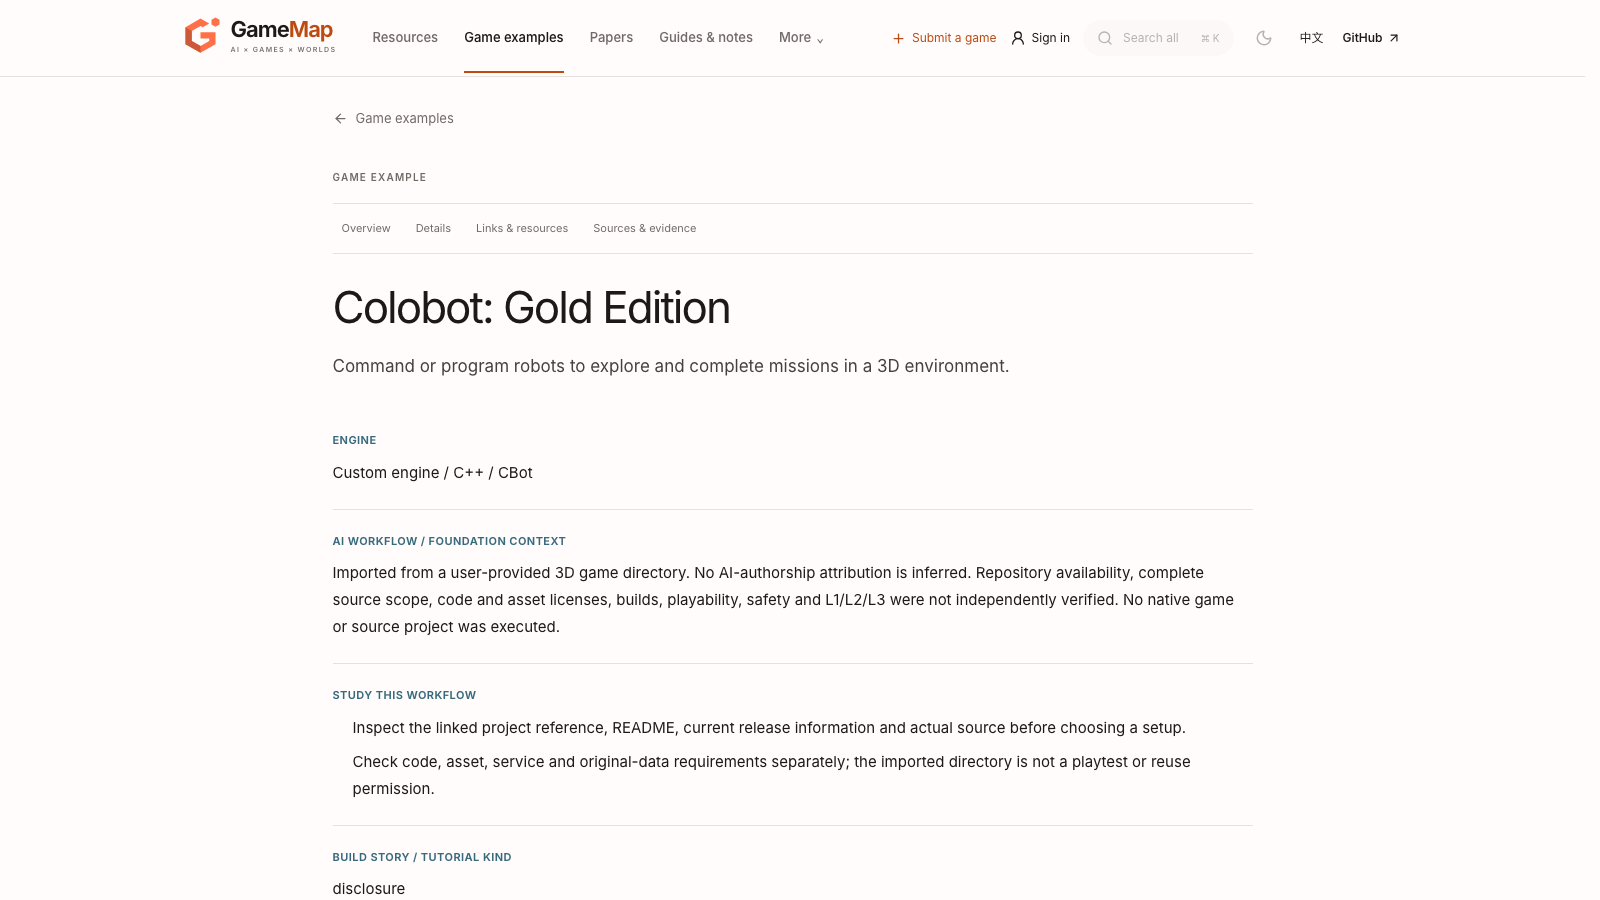 GameMap
AI × GAMES × WORLDS
Resources
Game examples
Papers
Guides & notes
More
Submit a game
Sign in
Search all
⌘ K
中文
GitHub
Game examples
GAME EXAMPLE
Overview
Details
Links & resources
Sources & evidence
Colobot: Gold Edition
Command or program robots to explore and complete missions in a 3D environment.
ENGINE
Custom engine / C++ / CBot
AI WORKFLOW / FOUNDATION CONTEXT
Imported from a user-provided 3D game directory. No AI-authorship attribution is inferred. Repository availability, complete
source scope, code and asset licenses, builds, playability, safety and L1/L2/L3 were not independently verified. No native game
or source project was executed.
STUDY THIS WORKFLOW
Inspect the linked project reference, README, current release information and actual source before choosing a setup.
Check code, asset, service and original-data requirements separately; the imported directory is not a playtest or reuse
permission.
BUILD STORY / TUTORIAL KIND
disclosure